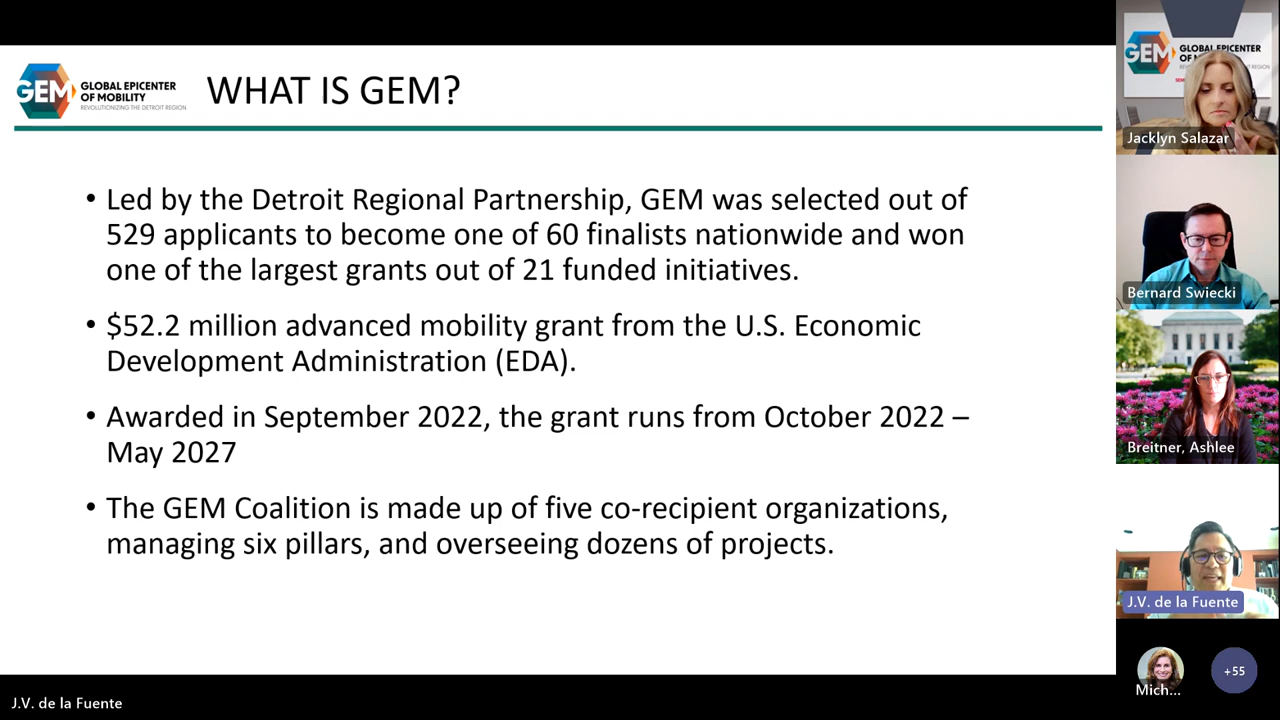 GEM GLOBAL EPICENTER
OF MOBILITY
REVOLUTIONIZING THE DETROIT REGION
WHAT IS GEM?
• Led by the Detroit Regional Partnership, GEM was selected out of
529 applicants to become one of 60 finalists nationwide and won
one of the largest grants out of 21 funded initiatives.
• $52.2 million advanced mobility grant from the U.S. Economic
Development Administration (EDA).
• Awarded in September 2022, the grant runs from October 2022 –
May 2027
• The GEM Coalition is made up of five co-recipient organizations,
managing six pillars, and overseeing dozens of projects.
GEM GLOBAL EPICENTER
Jacklyn Salazar
Bernard Swiecki
Breitner, Ashlee
J.V. de la Fuente
Mich...
+55
J.V. de la Fuente